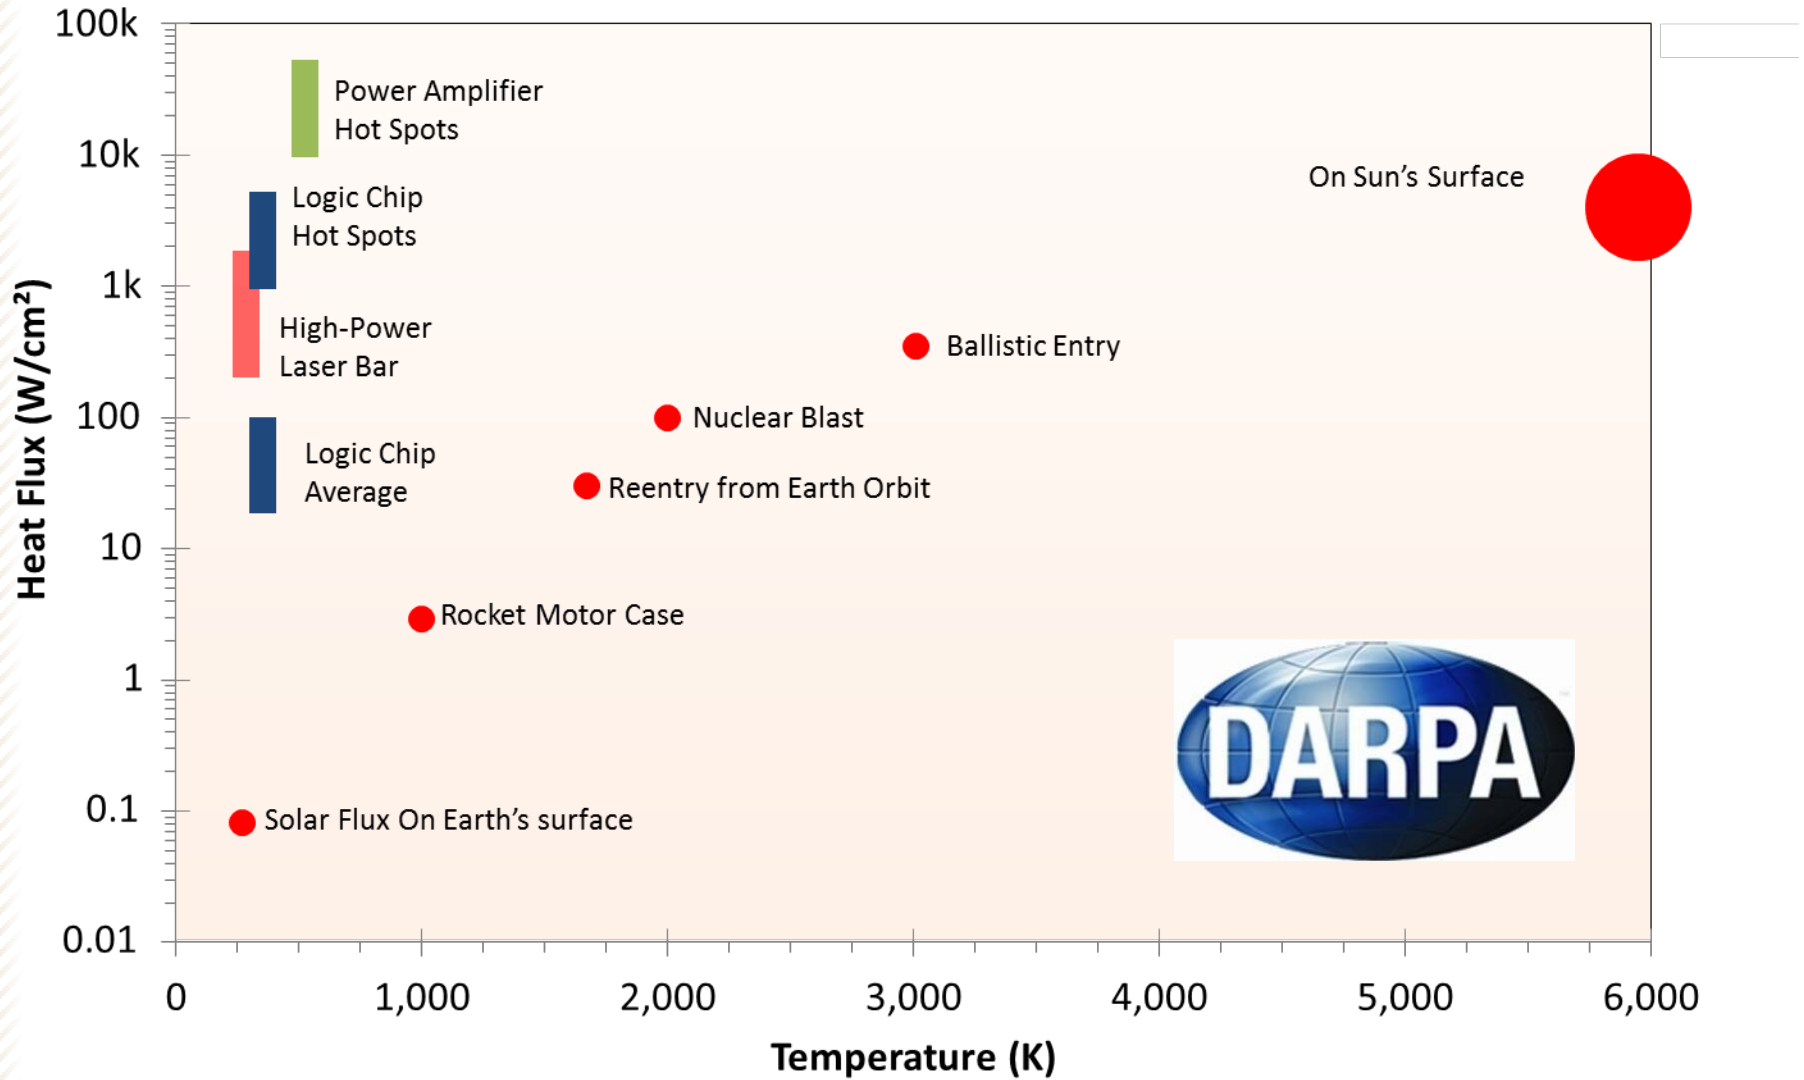 100k
10k
1k
100
10
1
0.1
0.01
Heat Flux (W/cm²)
Power Amplifier
Hot Spots
Logic Chip
Hot Spots
High-Power
Laser Bar
Logic Chip
Average
On Sun’s Surface
Ballistic Entry
Nuclear Blast
Reentry from Earth Orbit
Rocket Motor Case
Solar Flux On Earth’s surface
DARPA
0 1,000 2,000 3,000 4,000 5,000 6,000
Temperature (K)